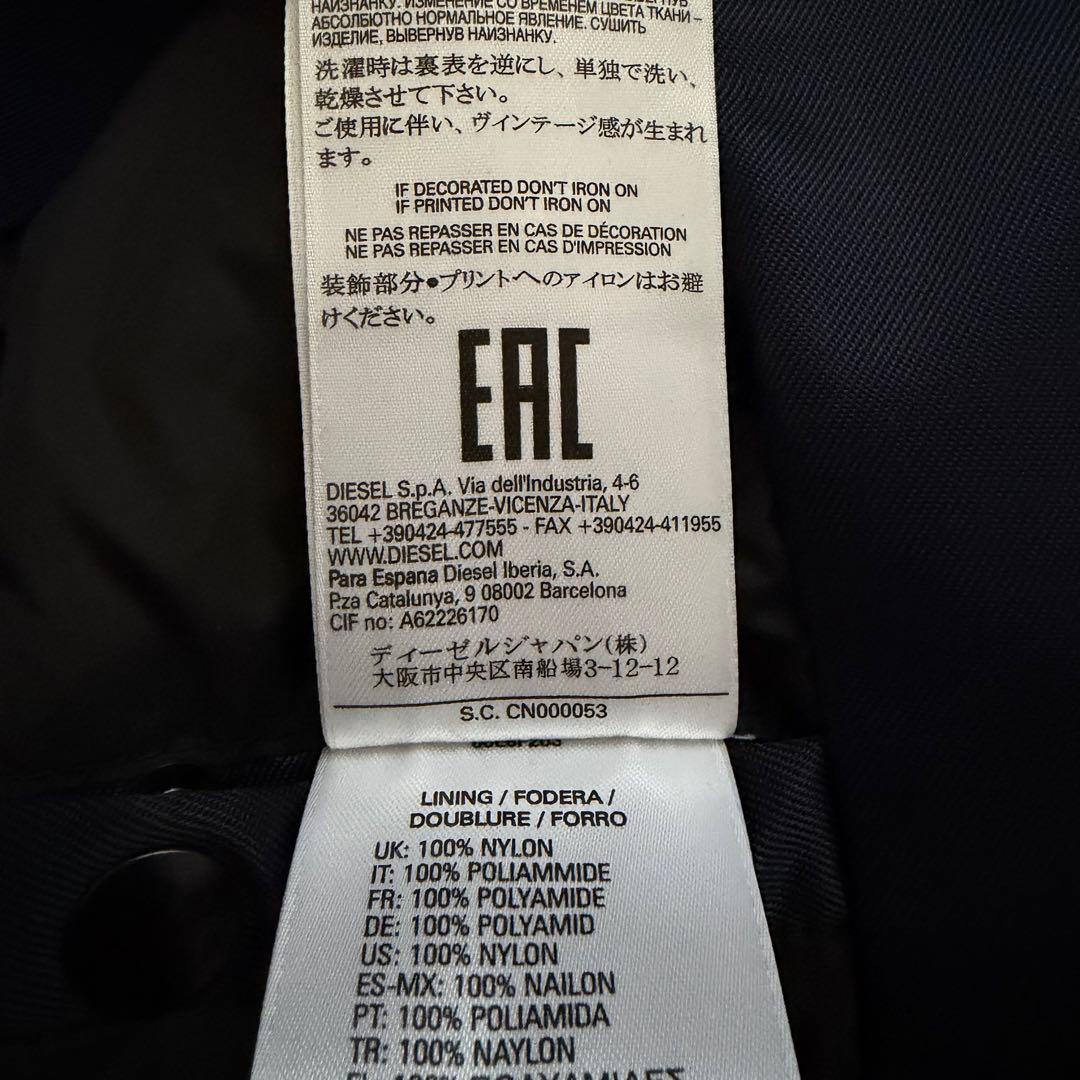 НАИЗНАНКУ. ИЗМЕНЕНИЕ СО ВРЕМЕНЕМ ЦВЕТА ТКАНИ –
АБСОЛБЮТНО НОРМАЛЬНОЕ ЯВЛЕНИЕ. СУШИТЬ
ИЗДЕЛИЕ, ВЫВЕРНУВ НАИЗНАНКУ.
洗濯時は裏表を逆にし、単独で洗い、
乾燥させて下さい。
ご使用に伴い、ヴィンテージ感が生まれ
ます。
IF DECORATED DON'T IRON ON
IF PRINTED DON'T IRON ON
NE PAS REPASSER EN CAS DE DÉCORATION
NE PAS REPASSER EN CAS D'IMPRESSION
装飾部分●プリントへのアイロンはお避
けください。
EAC
DIESEL S.p.A. Via dell'Industria, 4-6
36042 BREGANZE-VICENZA-ITALY
TEL +390424-477555 - FAX +390424-411955
WWW.DIESEL.COM
Para Espana Diesel Iberia, S.A.
P.za Catalunya, 9 08002 Barcelona
CIF no: A62226170
ディーゼルジャパン(株)
大阪市中央区南船場3-12-12
S.C. CN000053
LINING / FODERA /
DOUBLURE / FORRO
UK: 100% NYLON
IT: 100% POLIAMMIDE
FR: 100% POLYAMIDE
DE: 100% POLYAMID
US: 100% NYLON
ES-MX: 100% NAILON
PT: 100% POLIAMIDA
TR: 100% NAYLON